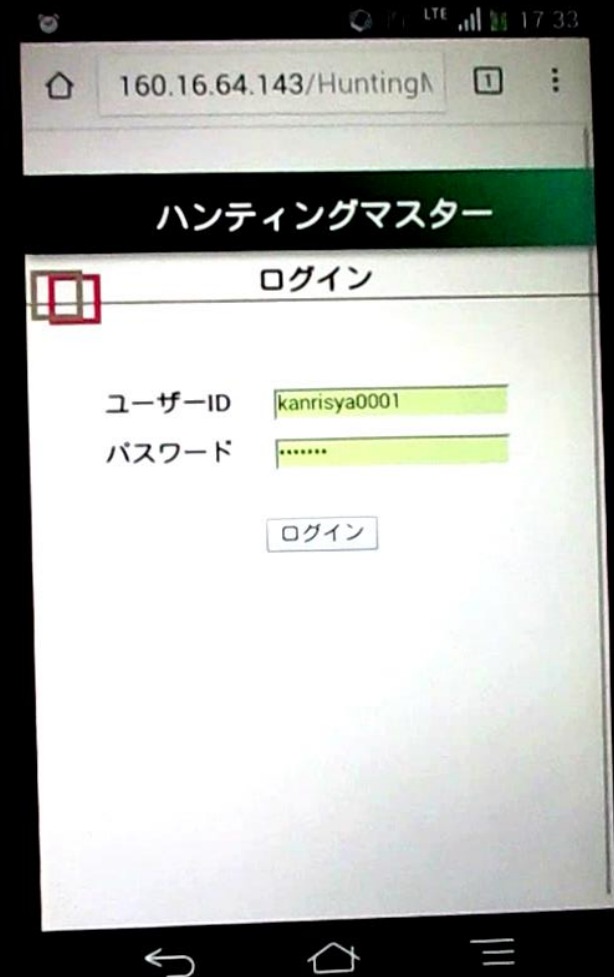 LTE 17:33
160.16.64.143/Hunting
1
ハンティングマスター
ログイン
ユーザーID kanrisya0001
パスワード •••••••
ログイン